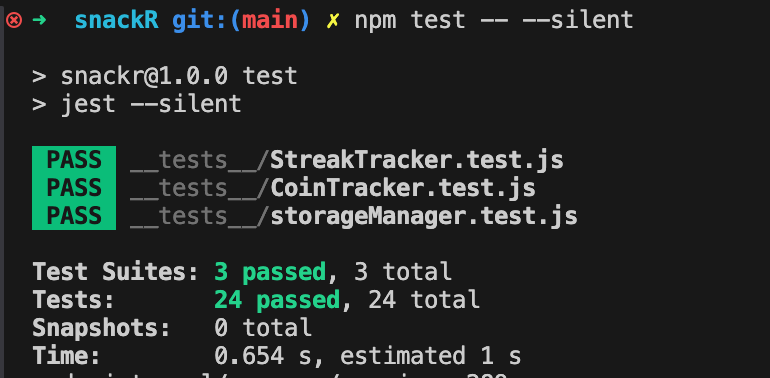 ➜ snackR git:(main) ✗ npm test -- --silent
> snackr@1.0.0 test
> jest --silent
PASS __tests__/StreakTracker.test.js
PASS __tests__/CoinTracker.test.js
PASS __tests__/storageManager.test.js
Test Suites: 3 passed, 3 total
Tests: 24 passed, 24 total
Snapshots: 0 total
Time: 0.654 s, estimated 1 s